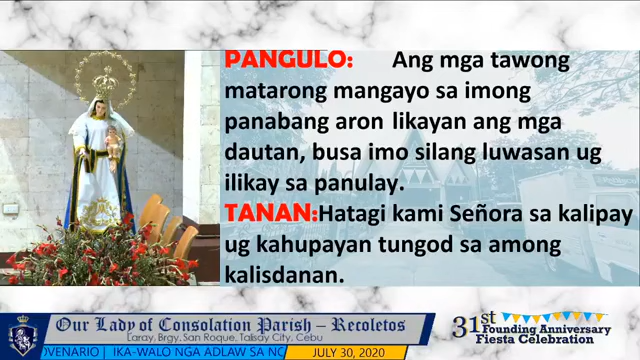 PANGULO: Ang mga tawong
matarong mangayo sa imong
panabang aron likayan ang mga
dautan, busa imo silang luwasan ug
ilikay sa panulay.
TANAN:Hatagi kami Señora sa kalipay
ug kahupayan tungod sa among
kalisdanan.
Our Lady of Consolation Parish – Recoletos
Laray, Brgy. San Roque, Talisay City, Cebu
31st Founding Anniversary
Fiesta Celebration
OVENARIO | IKA-WALO NGA ADLAW SA NO
JULY 30, 2020